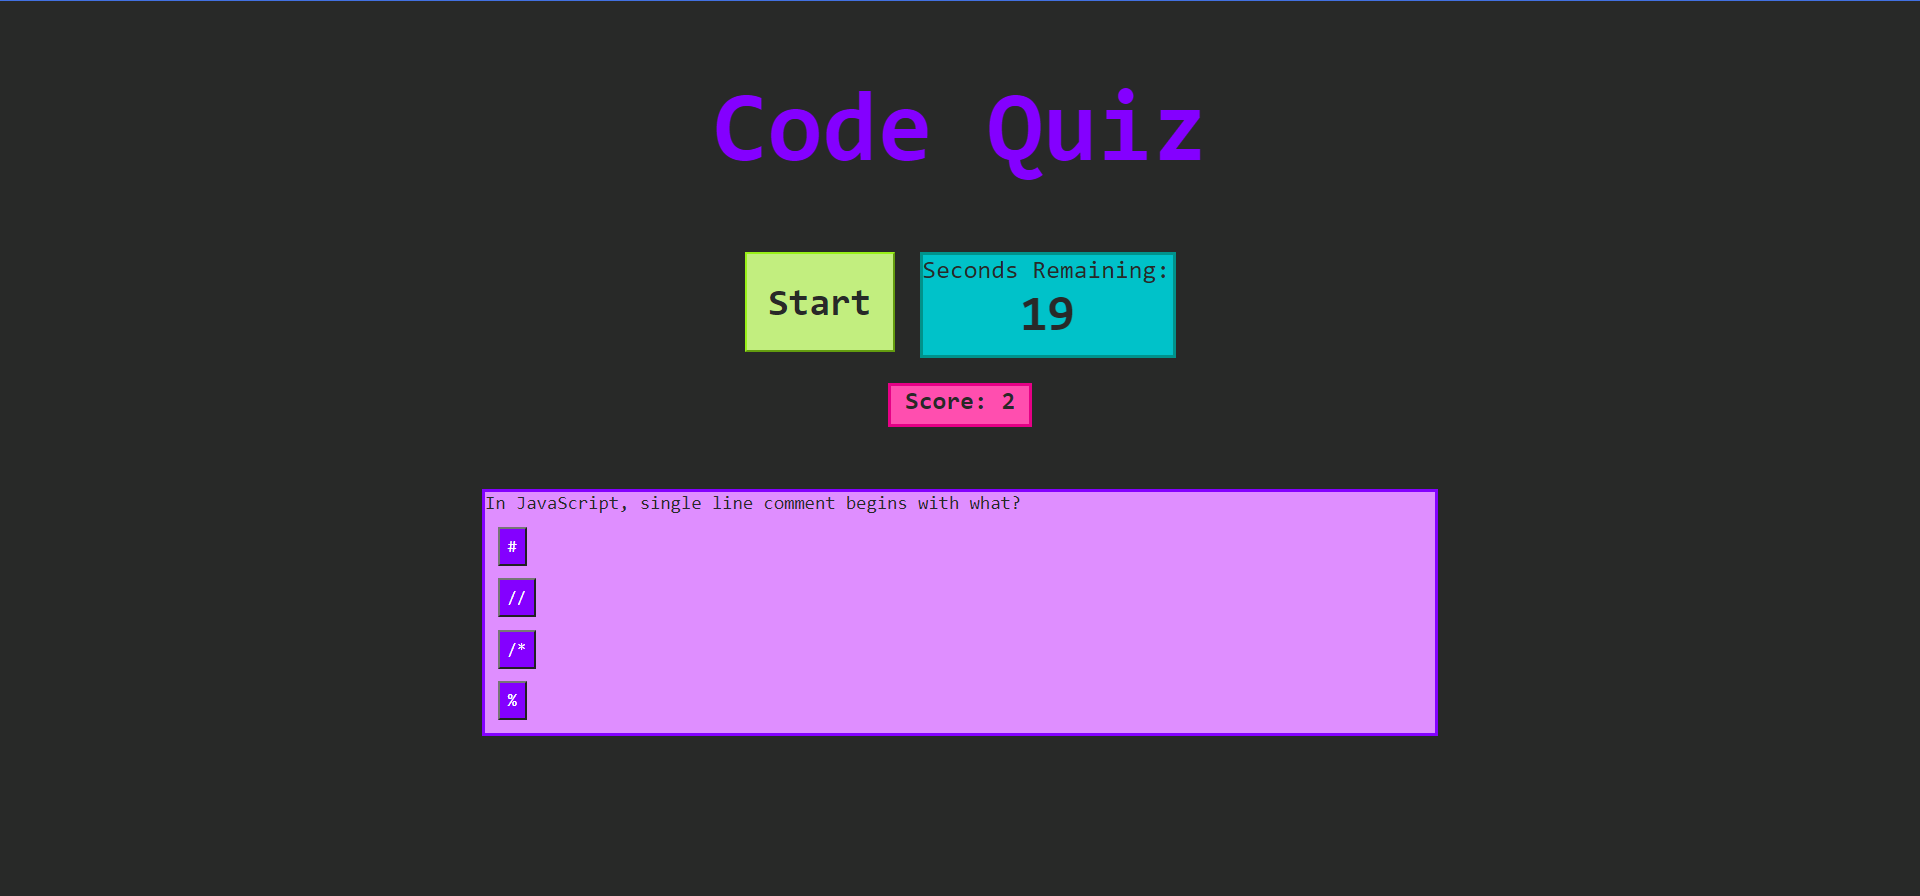 Code Quiz
Start
Seconds Remaining:
19
Score: 2
In JavaScript, single line comment begins with what?
#
//
/*
%